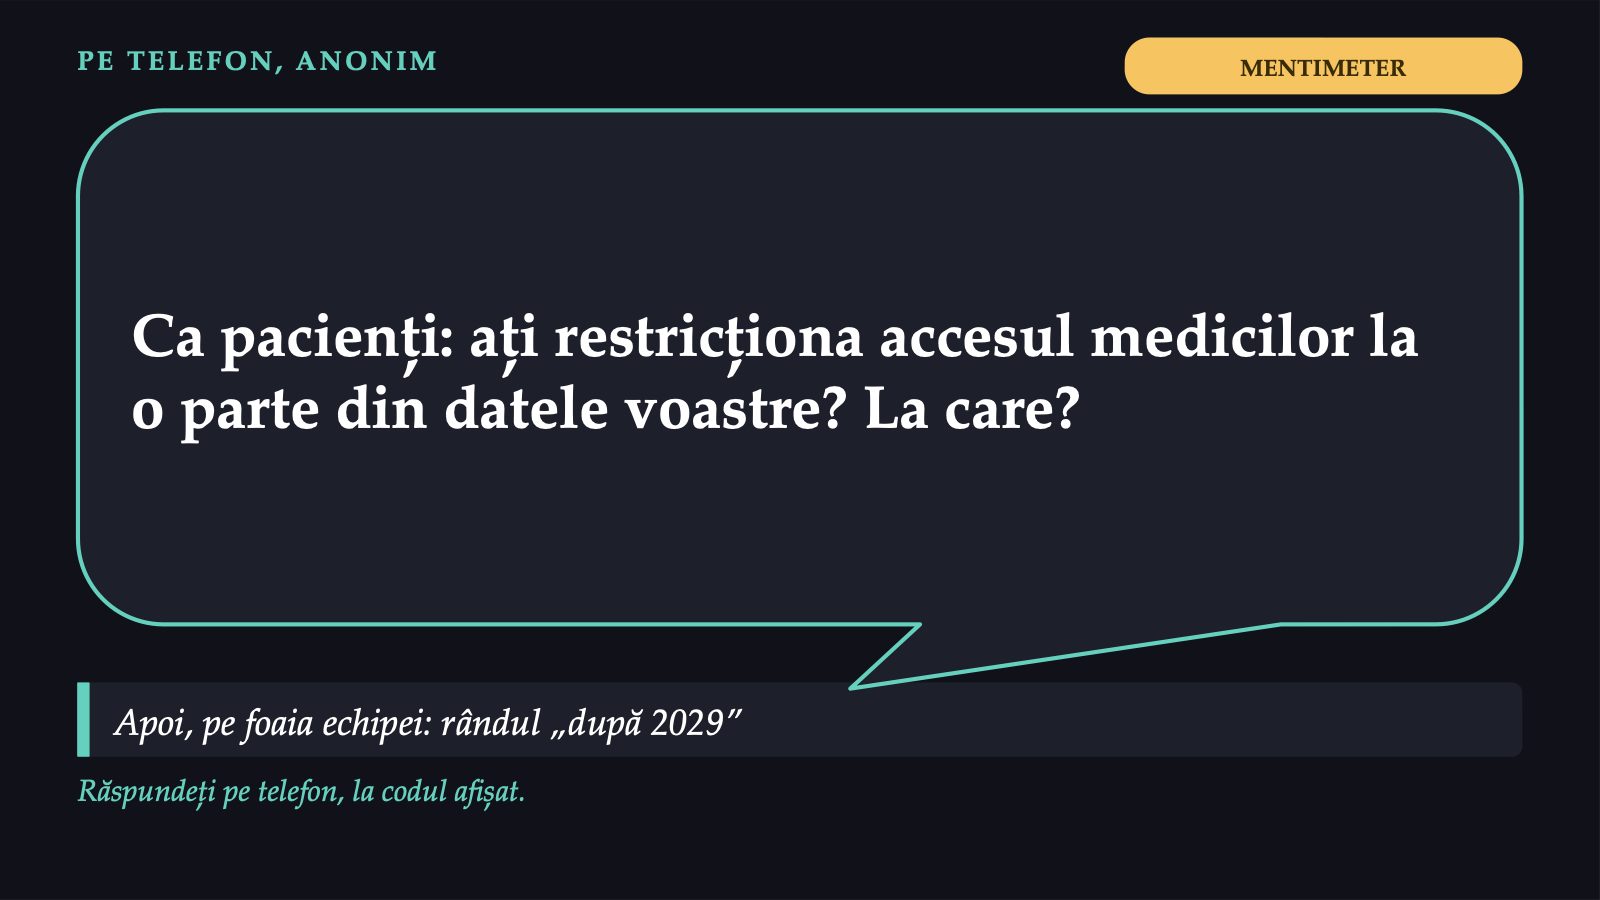 PE TELEFON, ANONIM
MENTIMETER
Ca pacienți: ați restricționa accesul medicilor la
o parte din datele voastre? La care?
Apoi, pe foaia echipei: rândul „după 2029”
Răspundeți pe telefon, la codul afișat.